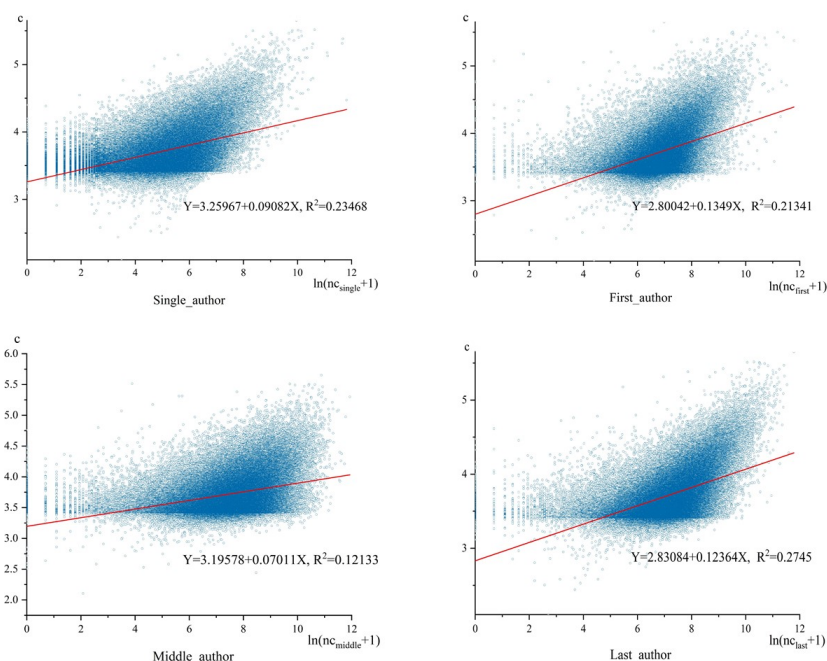 c
5
4
3
Y=3.25967+0.09082X, R²=0.23468
0 2 4 6 8 10 12
ln(nc_single+1)
Single_author
c
5
4
3
Y=2.80042+0.1349X, R²=0.21341
0 2 4 6 8 10 12
ln(nc_first+1)
First_author
c
6.0
5.5
5.0
4.5
4.0
3.5
3.0
2.5
2.0
Y=3.19578+0.07011X, R²=0.12133
0 2 4 6 8 10 12
ln(nc_middle+1)
Middle_author
c
5
4
3
Y=2.83084+0.12364X, R²=0.2745
0 2 4 6 8 10 12
ln(nc_last+1)
Last_author